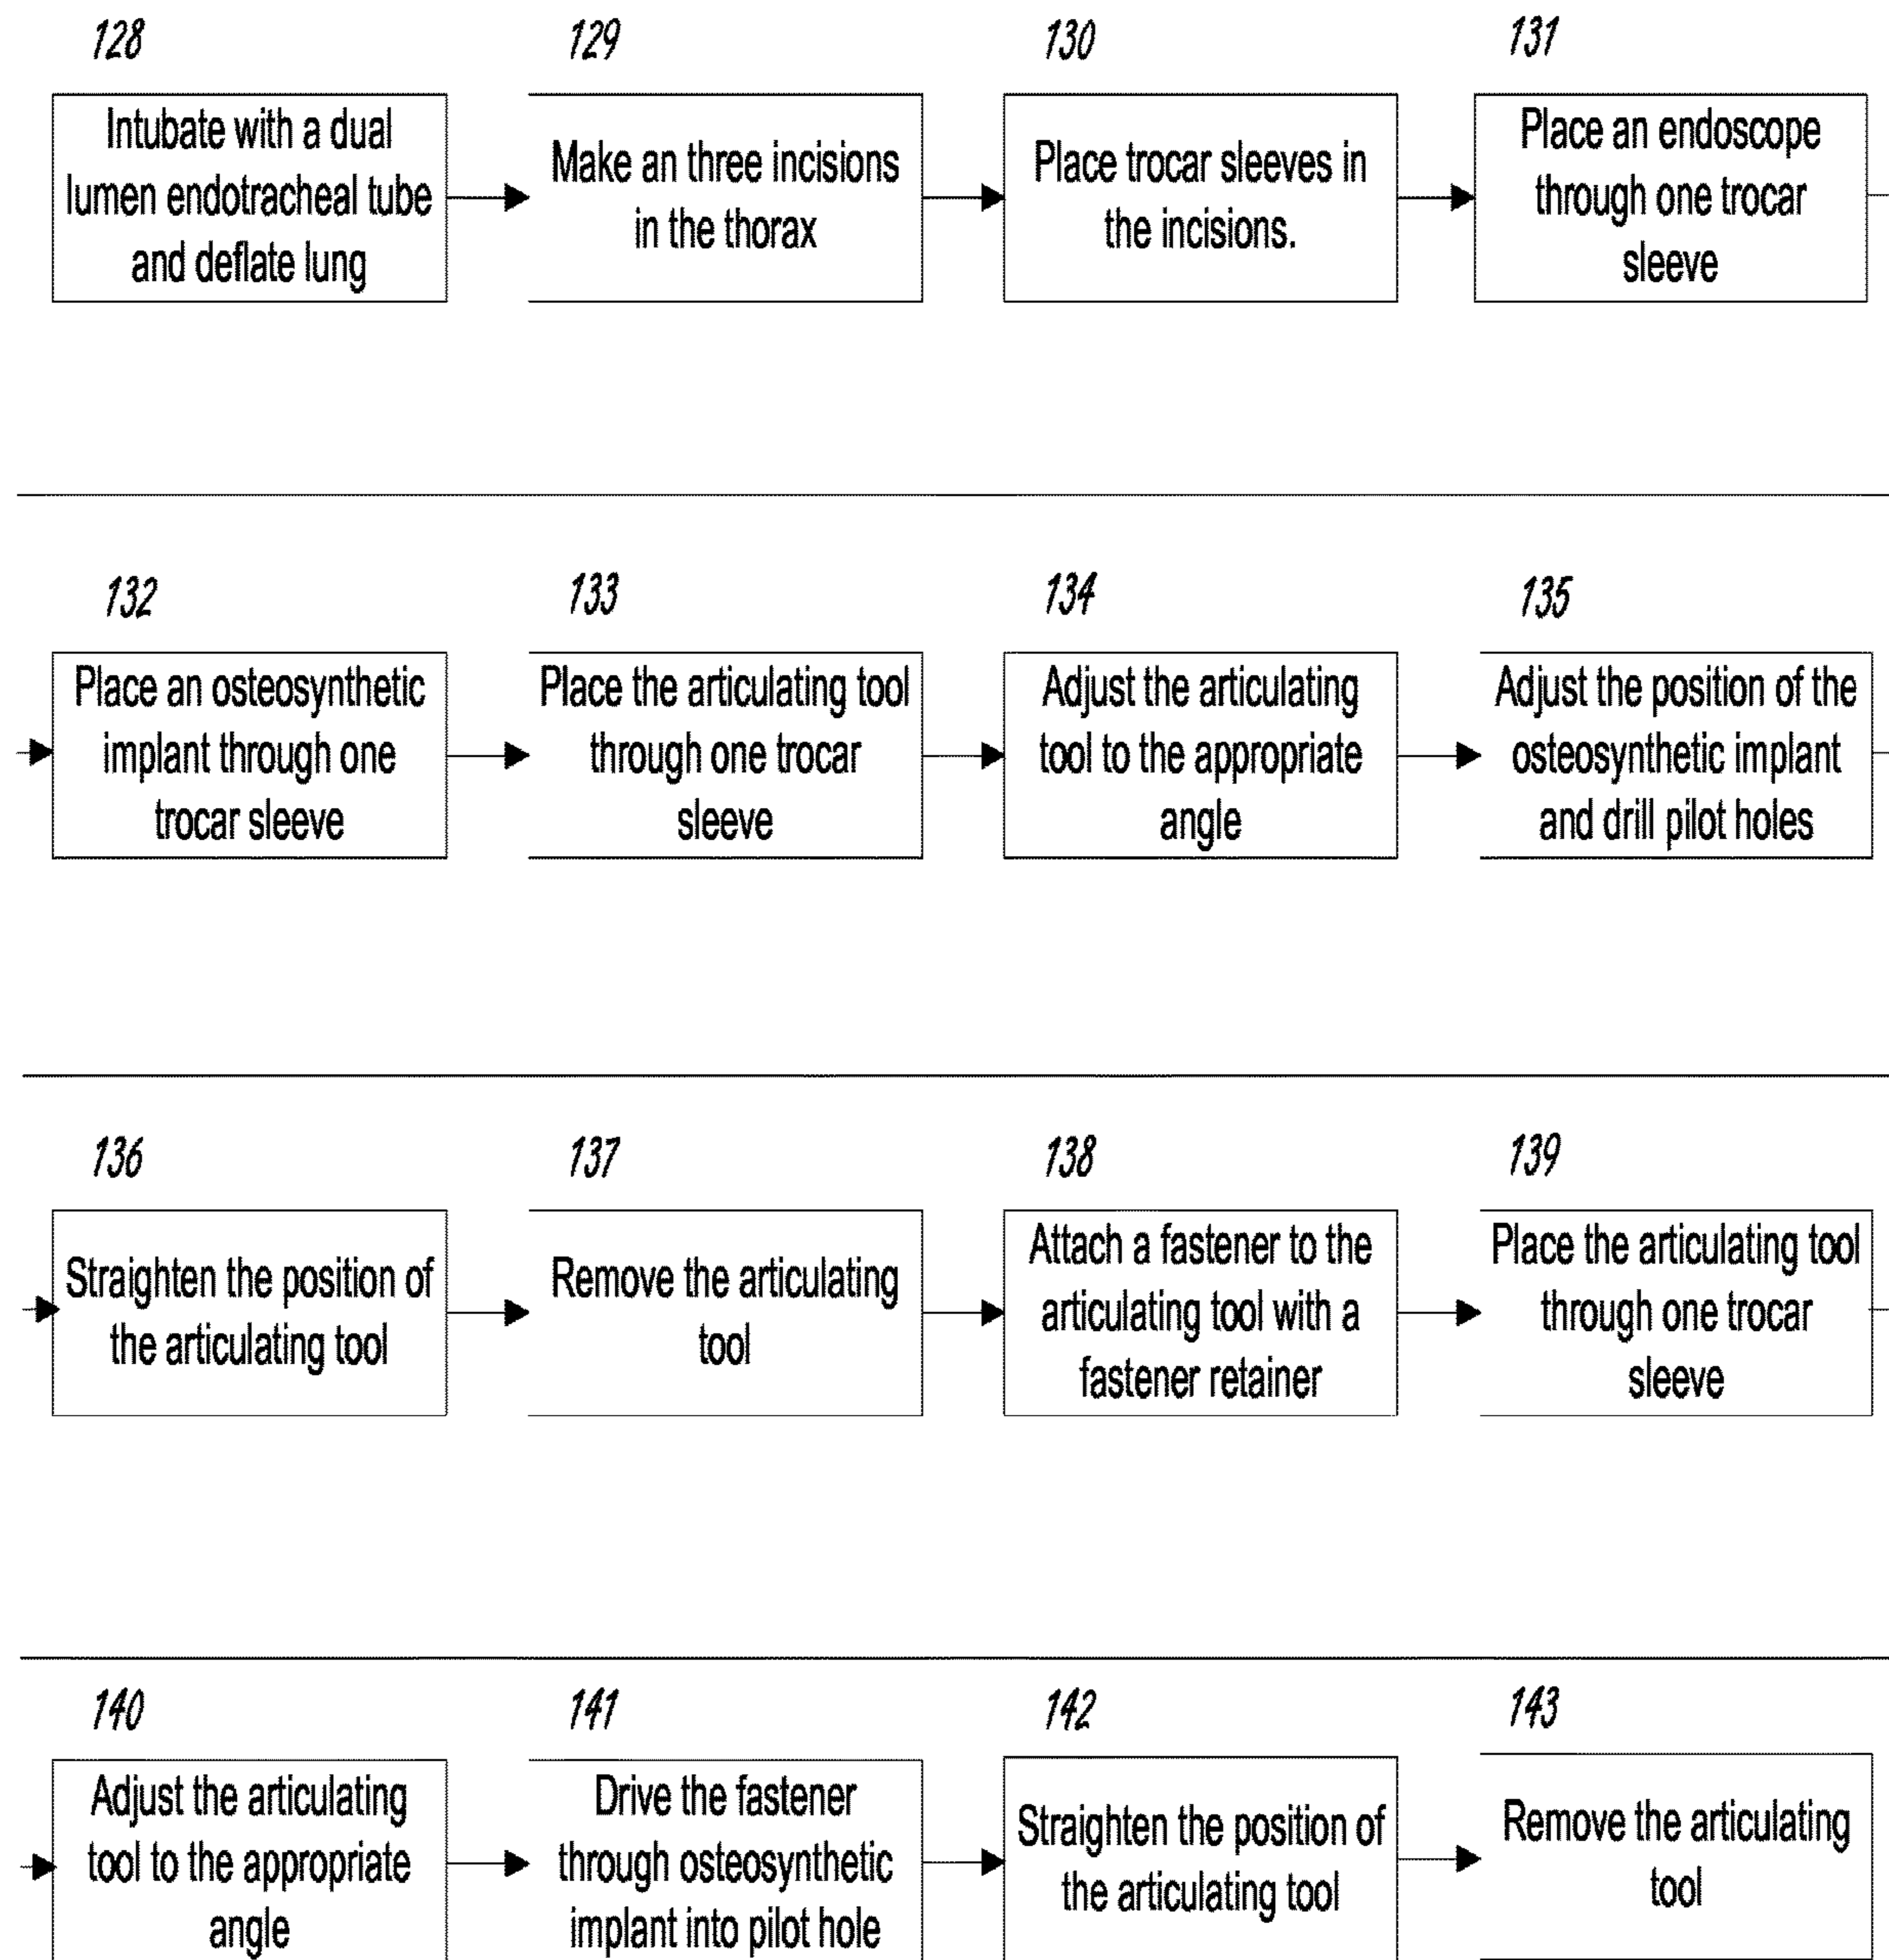 128
Intubate with a dual
lumen endotracheal tube
and deflate lung
129
Make an three incisions
in the thorax
130
Place trocar sleeves in
the incisions.
131
Place an endoscope
through one trocar
sleeve
132
Place an osteosynthetic
implant through one
trocar sleeve
133
Place the articulating tool
through one trocar
sleeve
134
Adjust the articulating
tool to the appropriate
angle
135
Adjust the position of the
osteosynthetic implant
and drill pilot holes
136
Straighten the position of
the articulating tool
137
Remove the articulating
tool
138
Attach a fastener to the
articulating tool with a
fastener retainer
139
Place the articulating tool
through one trocar
sleeve
140
Adjust the articulating
tool to the appropriate
angle
141
Drive the fastener
through osteosynthetic
implant into pilot hole
142
Straighten the position of
the articulating tool
143
Remove the articulating
tool